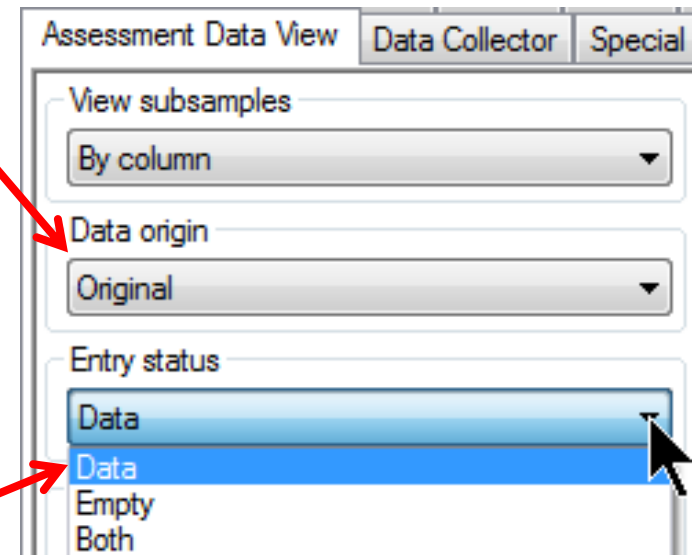 Assessment Data View Data Collector Special
View subsamples
By column
Data origin
Original
Entry status
Data
Data
Empty
Both